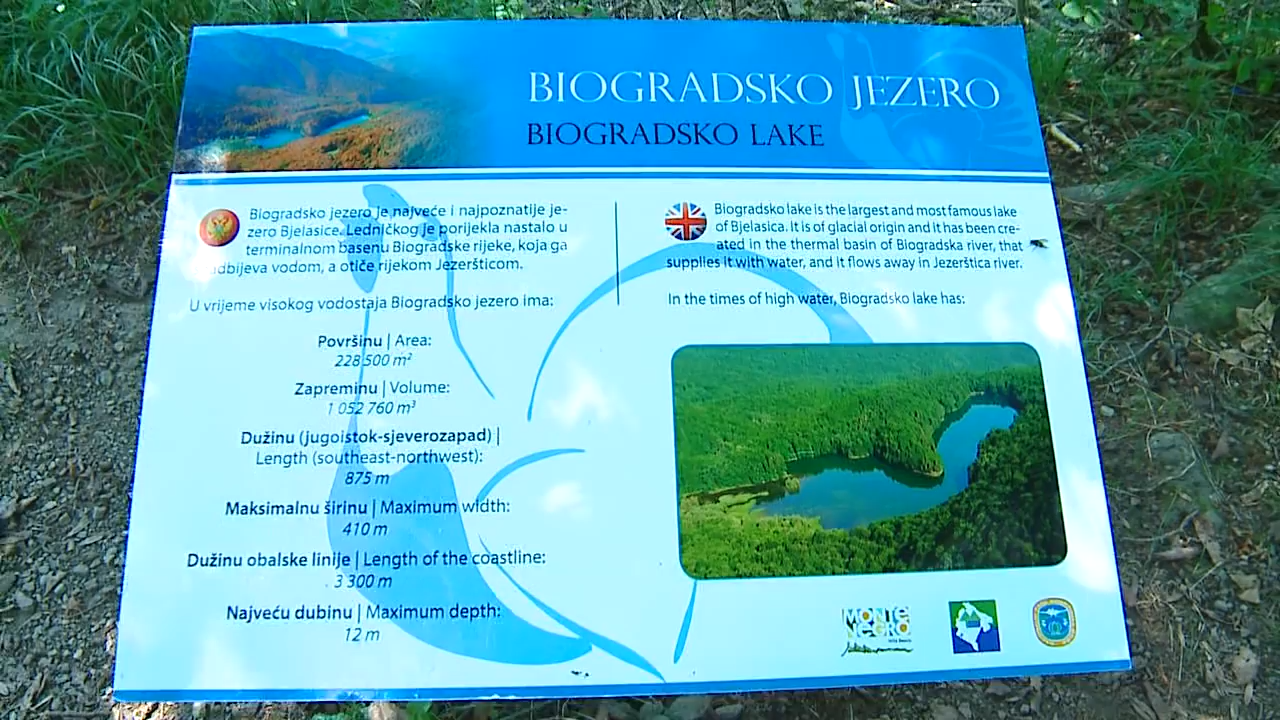 BIOGRADSKO JEZERO
BIOGRADSKO LAKE
Biogradsko jezero je najveće i najpoznatije je-
zero Bjelasice. Ledničkog je porijekla nastalo u
terminalnom basenu Biogradske rijeke, koja ga
vodom, a otiče rijekom Jezeršticom.
U vrijeme visokog vodostaja Biogradsko jezero ima:
Površinu | Area:
228 500 m²
Zapreminu | Volume:
1 052 760 m³
Dužinu (jugoistok-sjeverozapad) |
Length (southeast-northwest):
875 m
Maksimalnu širinu | Maximum width:
410 m
Dužinu obalske linije | Length of the coastline:
3 300 m
Najveću dubinu | Maximum depth:
12 m
Biogradsko lake is the largest and most famous lake
of Bjelasica. It is of glacial origin and it has been cre-
ated in the thermal basin of Biogradska river, that
supplies it with water, and it flows away in Jezerštica river.
In the times of high water, Biogradsko lake has:
MONTE
NEGRO